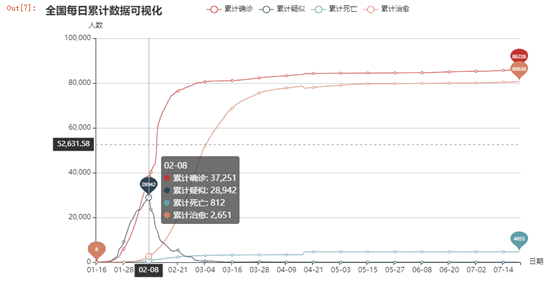 Out[7]:
全国每日累计数据可视化
累计确诊 累计疑似 累计死亡 累计治愈
人数
100,000
86226
80658
80,000
60,000
52,631.58
40,000
02-08
累计确诊: 37,251
累计疑似: 28,942
累计死亡: 812
累计治愈: 2,651
28942
20,000
4655
0
0
日期
01-16 01-28 02-08 02-21 03-04 03-16 03-28 04-09 04-21 05-03 05-15 05-27 06-08 06-20 07-02 07-14